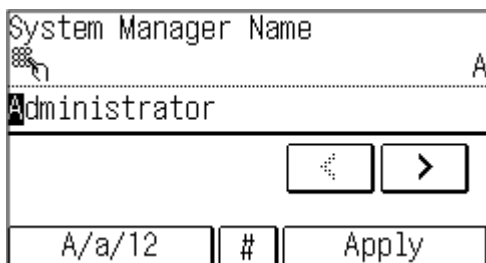 System Manager Name
A
Administrator
< >
A/a/12 # Apply